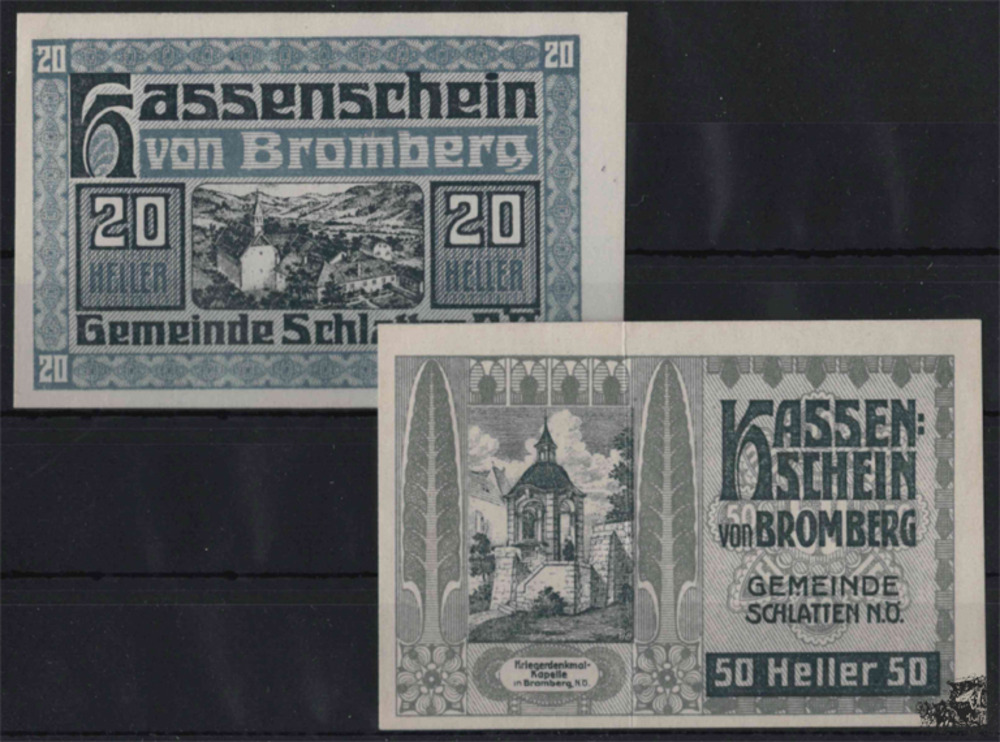 20 20
Kassenschein
von Bromberg
20 20
HELLER HELLER
Gemeinde Schlatten N.Ö.
20
KASSEN:
SCHEIN
50
von BROMBERG
GEMEINDE
SCHLATTEN N.Ö.
50 Heller 50
Kriegerdenkmal-
Kapelle
in Bromberg, N.Ö.